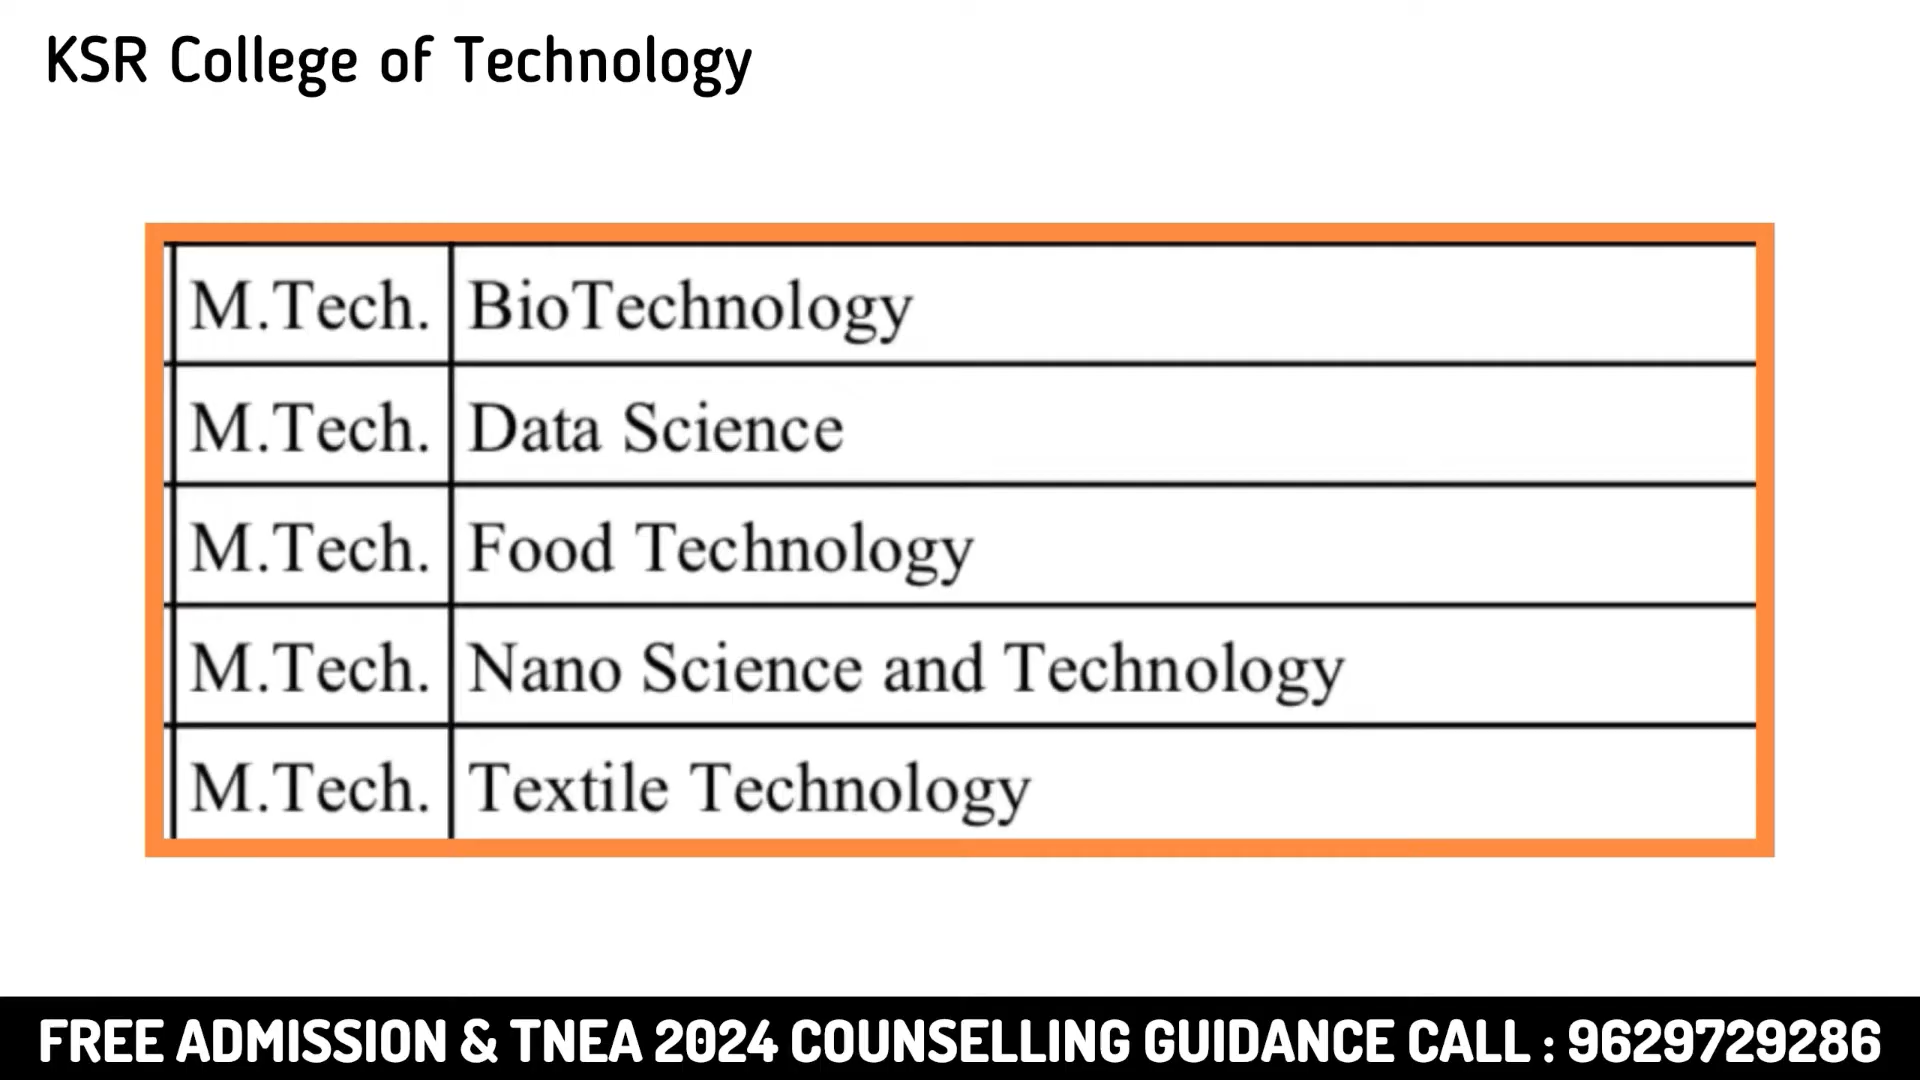 KSR College of Technology
M.Tech. BioTechnology
M.Tech. Data Science
M.Tech. Food Technology
M.Tech. Nano Science and Technology
M.Tech. Textile Technology
FREE ADMISSION & TNEA 2024 COUNSELLING GUIDANCE CALL : 9629729286